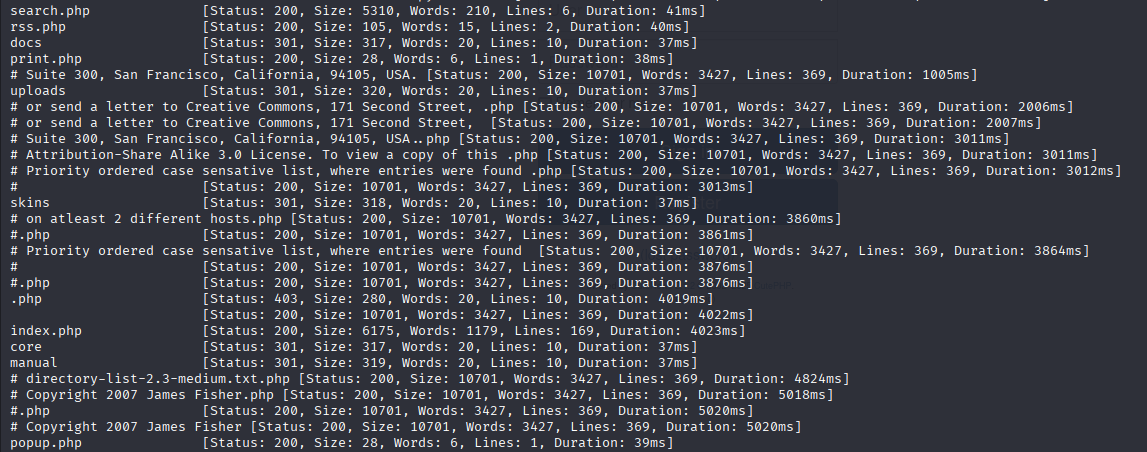 search.php [Status: 200, Size: 5310, Words: 210, Lines: 6, Duration: 41ms]
rss.php [Status: 200, Size: 105, Words: 15, Lines: 2, Duration: 40ms]
docs [Status: 301, Size: 317, Words: 20, Lines: 10, Duration: 37ms]
print.php [Status: 200, Size: 28, Words: 6, Lines: 1, Duration: 38ms]
# Suite 300, San Francisco, California, 94105, USA. [Status: 200, Size: 10701, Words: 3427, Lines: 369, Duration: 1005ms]
uploads [Status: 301, Size: 320, Words: 20, Lines: 10, Duration: 37ms]
# or send a letter to Creative Commons, 171 Second Street, .php [Status: 200, Size: 10701, Words: 3427, Lines: 369, Duration: 2006ms]
# or send a letter to Creative Commons, 171 Second Street,  [Status: 200, Size: 10701, Words: 3427, Lines: 369, Duration: 2007ms]
# Suite 300, San Francisco, California, 94105, USA..php [Status: 200, Size: 10701, Words: 3427, Lines: 369, Duration: 3011ms]
# Attribution-Share Alike 3.0 License. To view a copy of this .php [Status: 200, Size: 10701, Words: 3427, Lines: 369, Duration: 3011ms]
# Priority ordered case sensative list, where entries were found .php [Status: 200, Size: 10701, Words: 3427, Lines: 369, Duration: 3012ms]
# [Status: 200, Size: 10701, Words: 3427, Lines: 369, Duration: 3013ms]
skins [Status: 301, Size: 318, Words: 20, Lines: 10, Duration: 37ms]
# on atleast 2 different hosts.php [Status: 200, Size: 10701, Words: 3427, Lines: 369, Duration: 3860ms]
#.php [Status: 200, Size: 10701, Words: 3427, Lines: 369, Duration: 3861ms]
# Priority ordered case sensative list, where entries were found  [Status: 200, Size: 10701, Words: 3427, Lines: 369, Duration: 3864ms]
# [Status: 200, Size: 10701, Words: 3427, Lines: 369, Duration: 3876ms]
#.php [Status: 200, Size: 10701, Words: 3427, Lines: 369, Duration: 3876ms]
.php [Status: 403, Size: 280, Words: 20, Lines: 10, Duration: 4019ms]
[Status: 200, Size: 10701, Words: 3427, Lines: 369, Duration: 4022ms]
index.php [Status: 200, Size: 6175, Words: 1179, Lines: 169, Duration: 4023ms]
core [Status: 301, Size: 317, Words: 20, Lines: 10, Duration: 37ms]
manual [Status: 301, Size: 319, Words: 20, Lines: 10, Duration: 37ms]
# directory-list-2.3-medium.txt.php [Status: 200, Size: 10701, Words: 3427, Lines: 369, Duration: 4824ms]
# Copyright 2007 James Fisher.php [Status: 200, Size: 10701, Words: 3427, Lines: 369, Duration: 5018ms]
#.php [Status: 200, Size: 10701, Words: 3427, Lines: 369, Duration: 5020ms]
# Copyright 2007 James Fisher [Status: 200, Size: 10701, Words: 3427, Lines: 369, Duration: 5020ms]
popup.php [Status: 200, Size: 28, Words: 6, Lines: 1, Duration: 39ms]